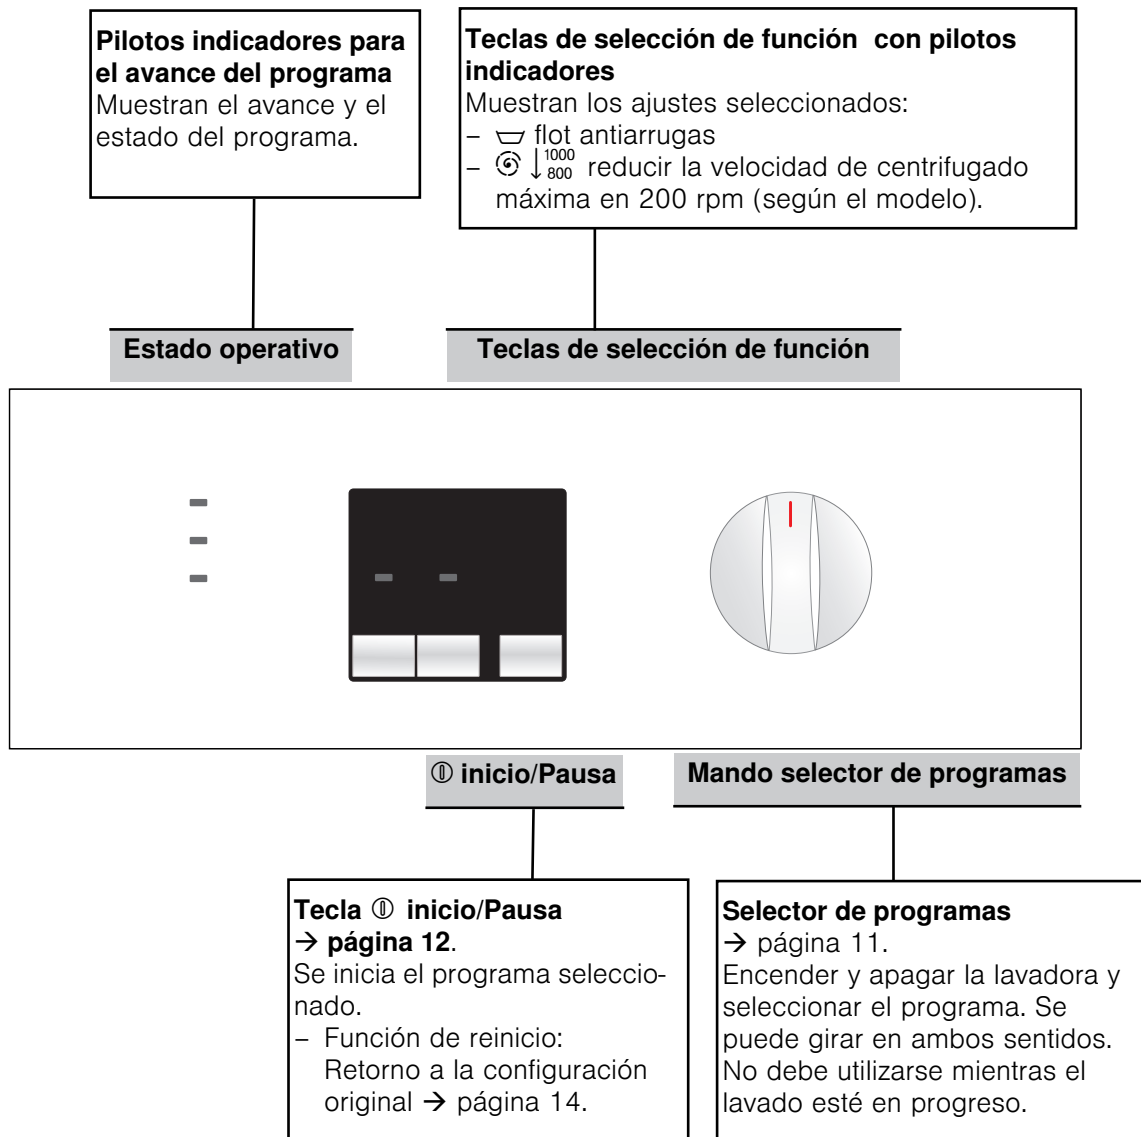 Pilotos indicadores para
el avance del programa
Muestran el avance y el
estado del programa.
Teclas de selección de función  con pilotos
indicadores
Muestran los ajustes seleccionados:
– flot antiarrugas
– ↓ 1000
800 reducir la velocidad de centrifugado
máxima en 200 rpm (según el modelo).
Estado operativo
Teclas de selección de función
inicio/Pausa
Mando selector de programas
Tecla inicio/Pausa
→ página 12.
Se inicia el programa seleccio-
nado.
– Función de reinicio:
Retorno a la configuración
original → página 14.
Selector de programas
→ página 11.
Encender y apagar la lavadora y
seleccionar el programa. Se
puede girar en ambos sentidos.
No debe utilizarse mientras el
lavado esté en progreso.